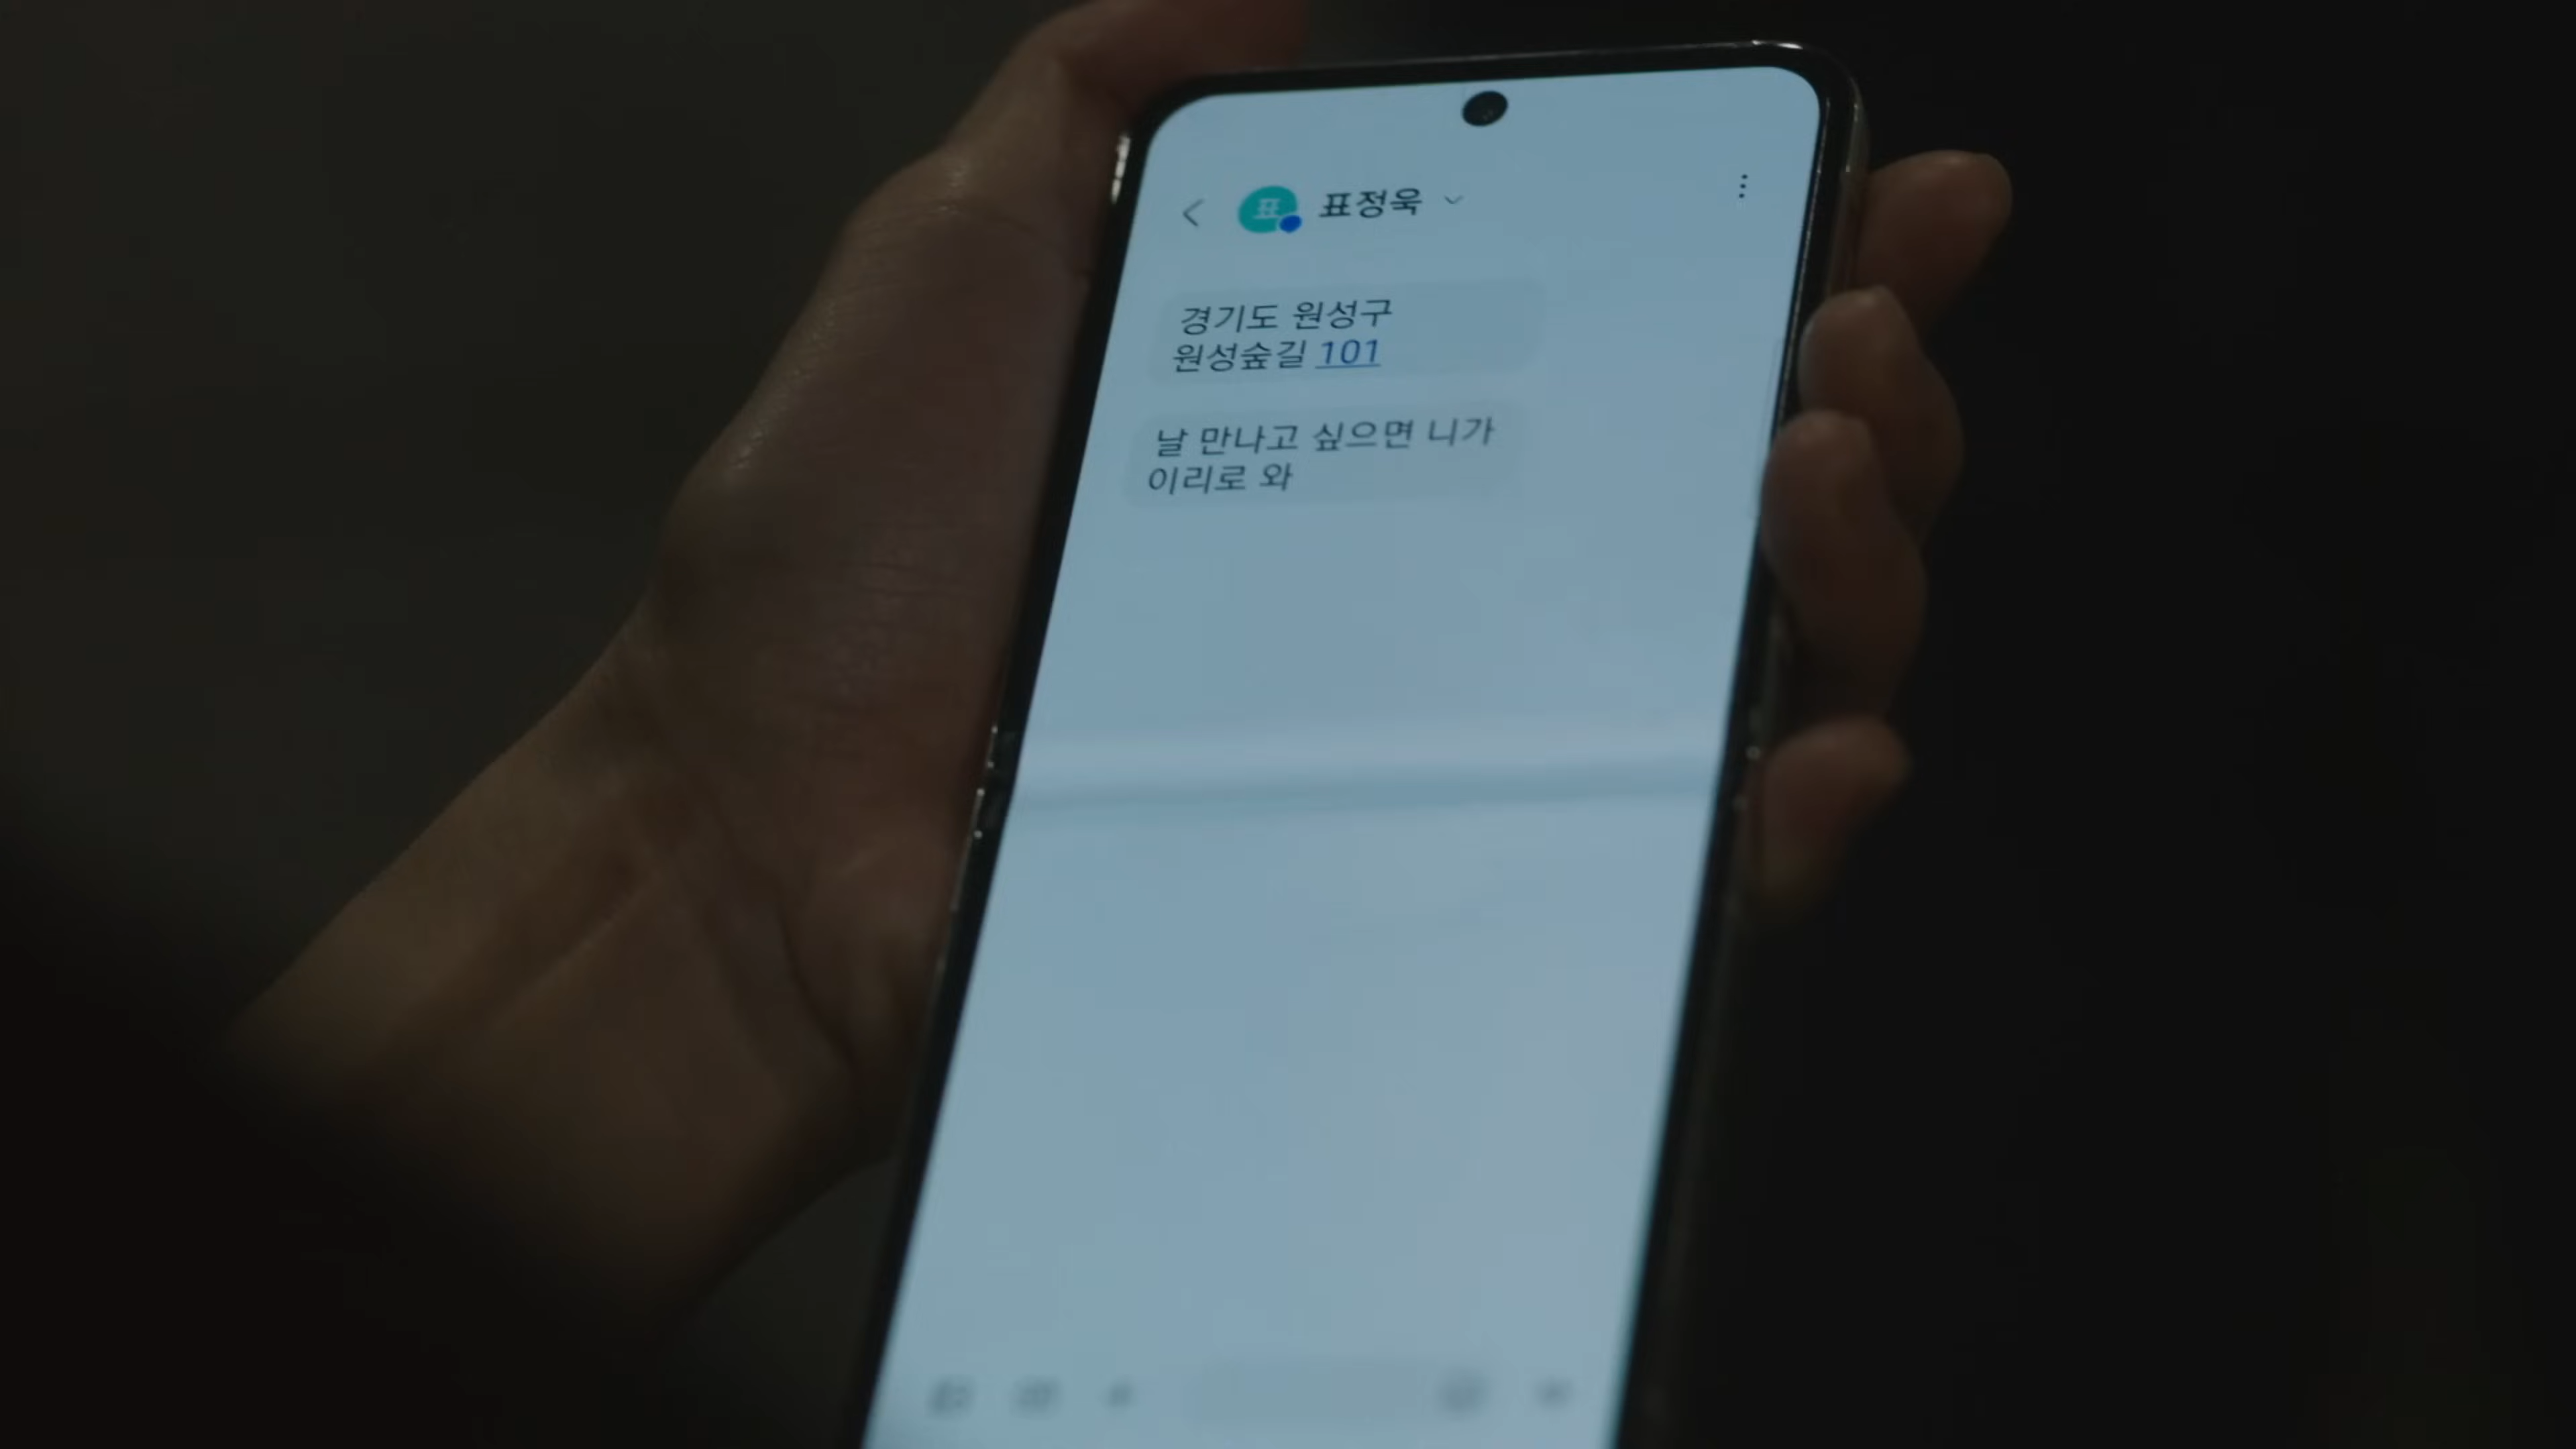 표
표정욱
경기도 원성구
원성숲길 101
날 만나고 싶으면 니가
이리로 와